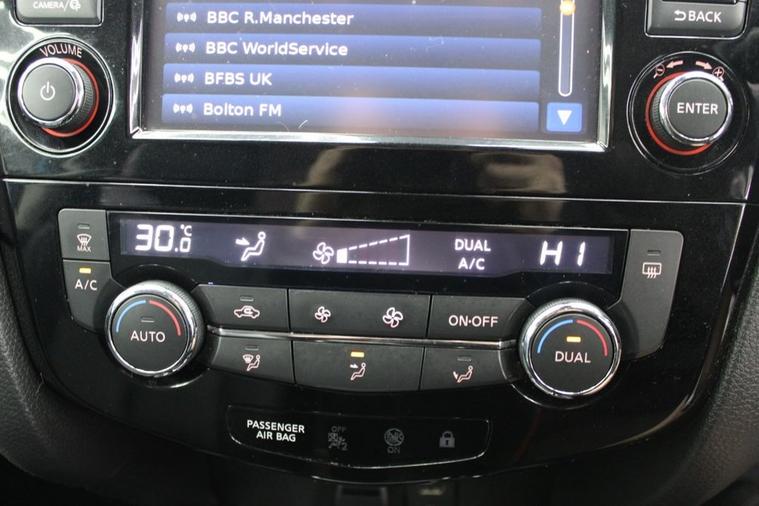 CAMERA/
BBC R.Manchester
BACK
VOLUME
BBC WorldService
BFBS UK
Bolton FM
ENTER
30.0 °C
DUAL
A/C
HI
MAX
A/C
AUTO
ON·OFF
DUAL
PASSENGER
AIR BAG
OFF
2
ON